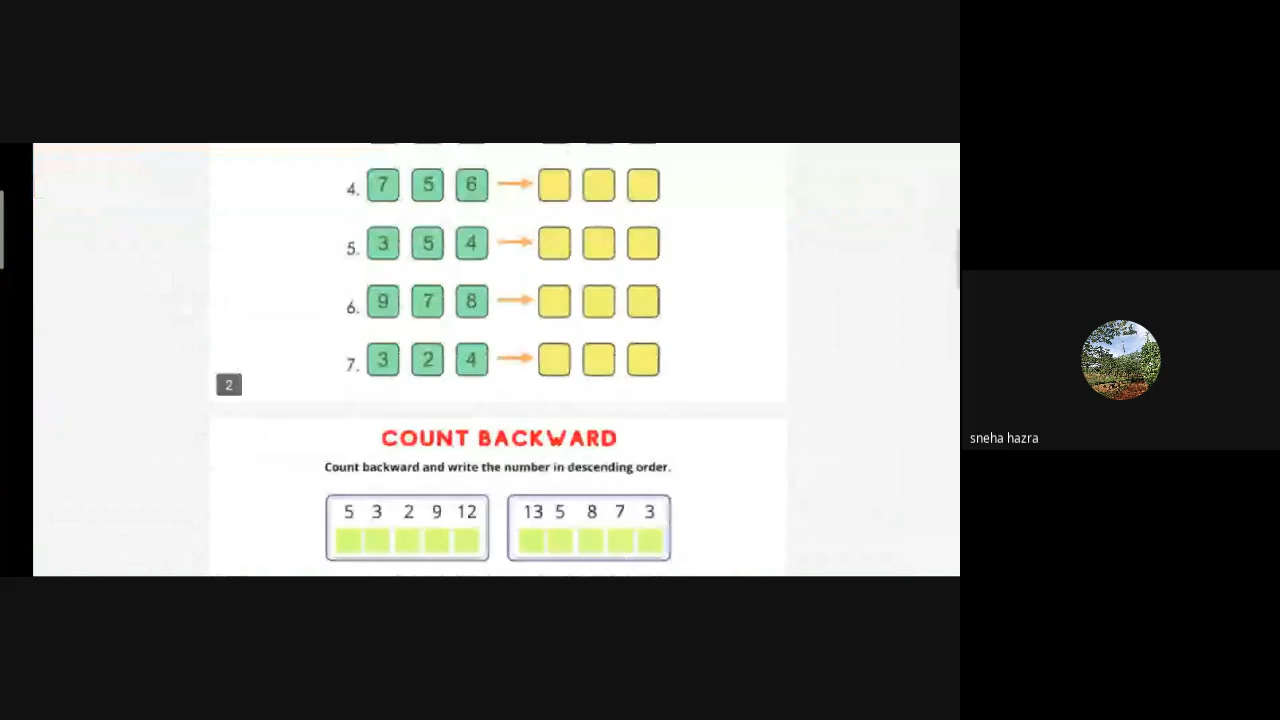 4. 7 5 6
5. 3 5 4
6. 9 7 8
7. 3 2 4
2
COUNT BACKWARD
Count backward and write the number in descending order.
5 3 2 9 12
13 5 8 7 3
sneha hazra